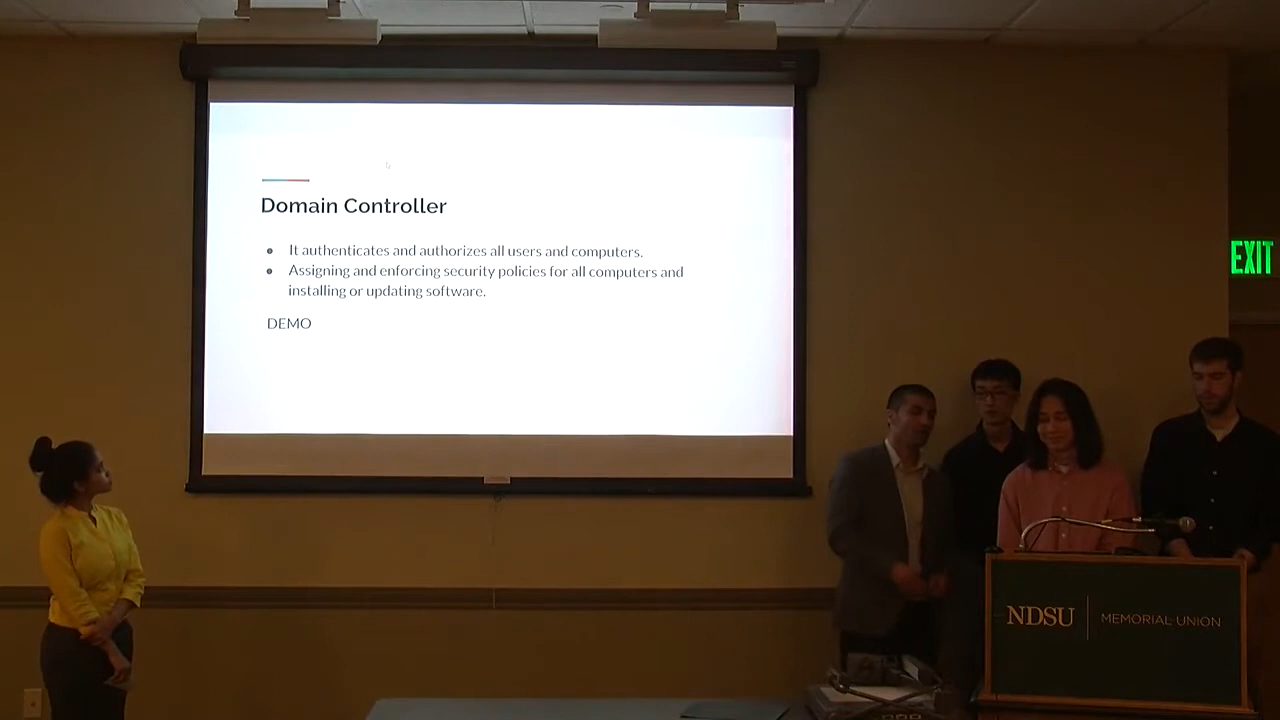 Domain Controller
It authenticates and authorizes all users and computers.
Assigning and enforcing security policies for all computers and
installing or updating software.
DEMO
EXIT
NDSU MEMORIAL UNION